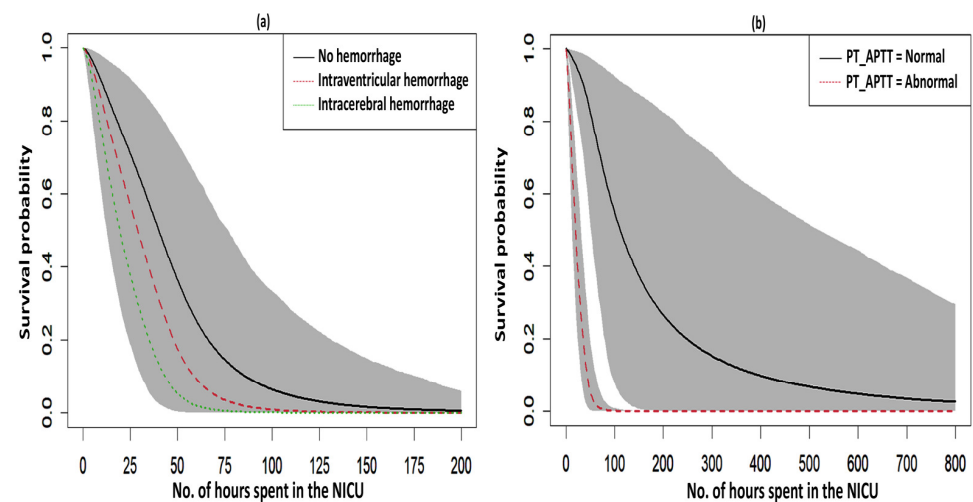 (a)
No hemorrhage
Intraventricular hemorrhage
Intracerebral hemorrhage
Survival probability
1.0
0.8
0.6
0.4
0.2
0.0
0 25 50 75 100 125 150 175 200
No. of hours spent in the NICU
(b)
PT_APTT = Normal
PT_APTT = Abnormal
Survival probability
1.0
0.8
0.6
0.4
0.2
0.0
0 100 200 300 400 500 600 700 800
No. of hours spent in the NICU